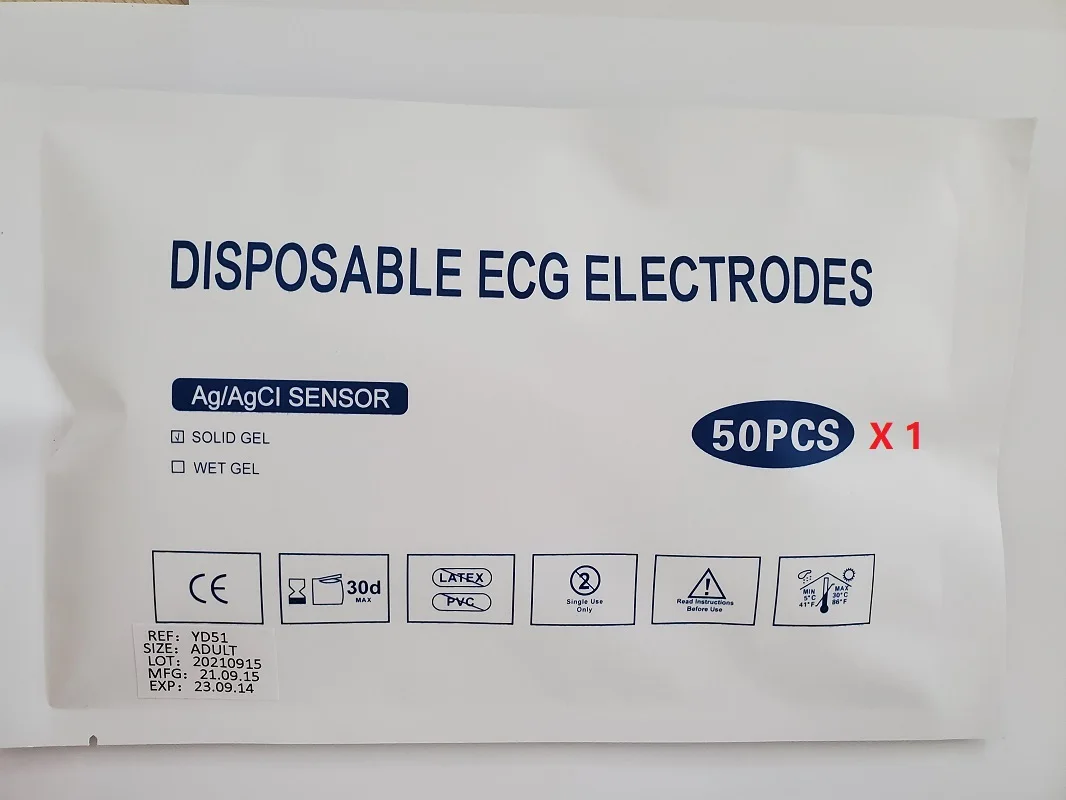 DISPOSABLE ECG ELECTRODES
Ag/AgCl SENSOR
☑ SOLID GEL
☐ WET GEL
50PCS X 1
CE
30d
MAX
LATEX
PVC
2
Single Use
Only
!
Read Instructions
Before Use
MIN
5°C
41°F
MAX
30°C
86°F
REF: YD51
SIZE: ADULT
LOT: 20210915
MFG: 21.09.15
EXP: 23.09.14